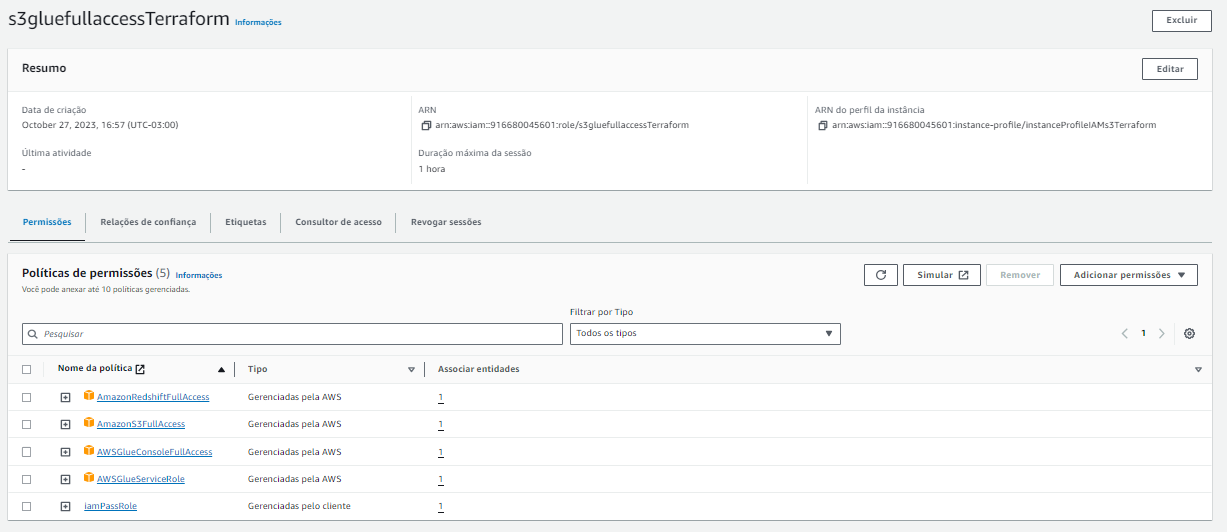 s3gluefullaccessTerraform Informações
Excluir
Resumo
Editar
Data de criação
October 27, 2023, 16:57 (UTC-03:00)
ARN
arn:aws:iam::916680045601:role/s3gluefullaccessTerraform
ARN do perfil da instância
arn:aws:iam::916680045601:instance-profile/instanceProfileIAMs3Terraform
Última atividade
-
Duração máxima da sessão
1 hora
Permissões Relações de confiança Etiquetas Consultor de acesso Revogar sessões
Políticas de permissões (5) Informações
Você pode anexar até 10 políticas gerenciadas.
Simular Remover Adicionar permissões
Filtrar por Tipo
Pesquisar Todos os tipos 1
Nome da política Tipo Associar entidades
AmazonRedshiftFullAccess Gerenciadas pela AWS 1
AmazonS3FullAccess Gerenciadas pela AWS 1
AWSGlueConsoleFullAccess Gerenciadas pela AWS 1
AWSGlueServiceRole Gerenciadas pela AWS 1
iamPassRole Gerenciadas pelo cliente 1